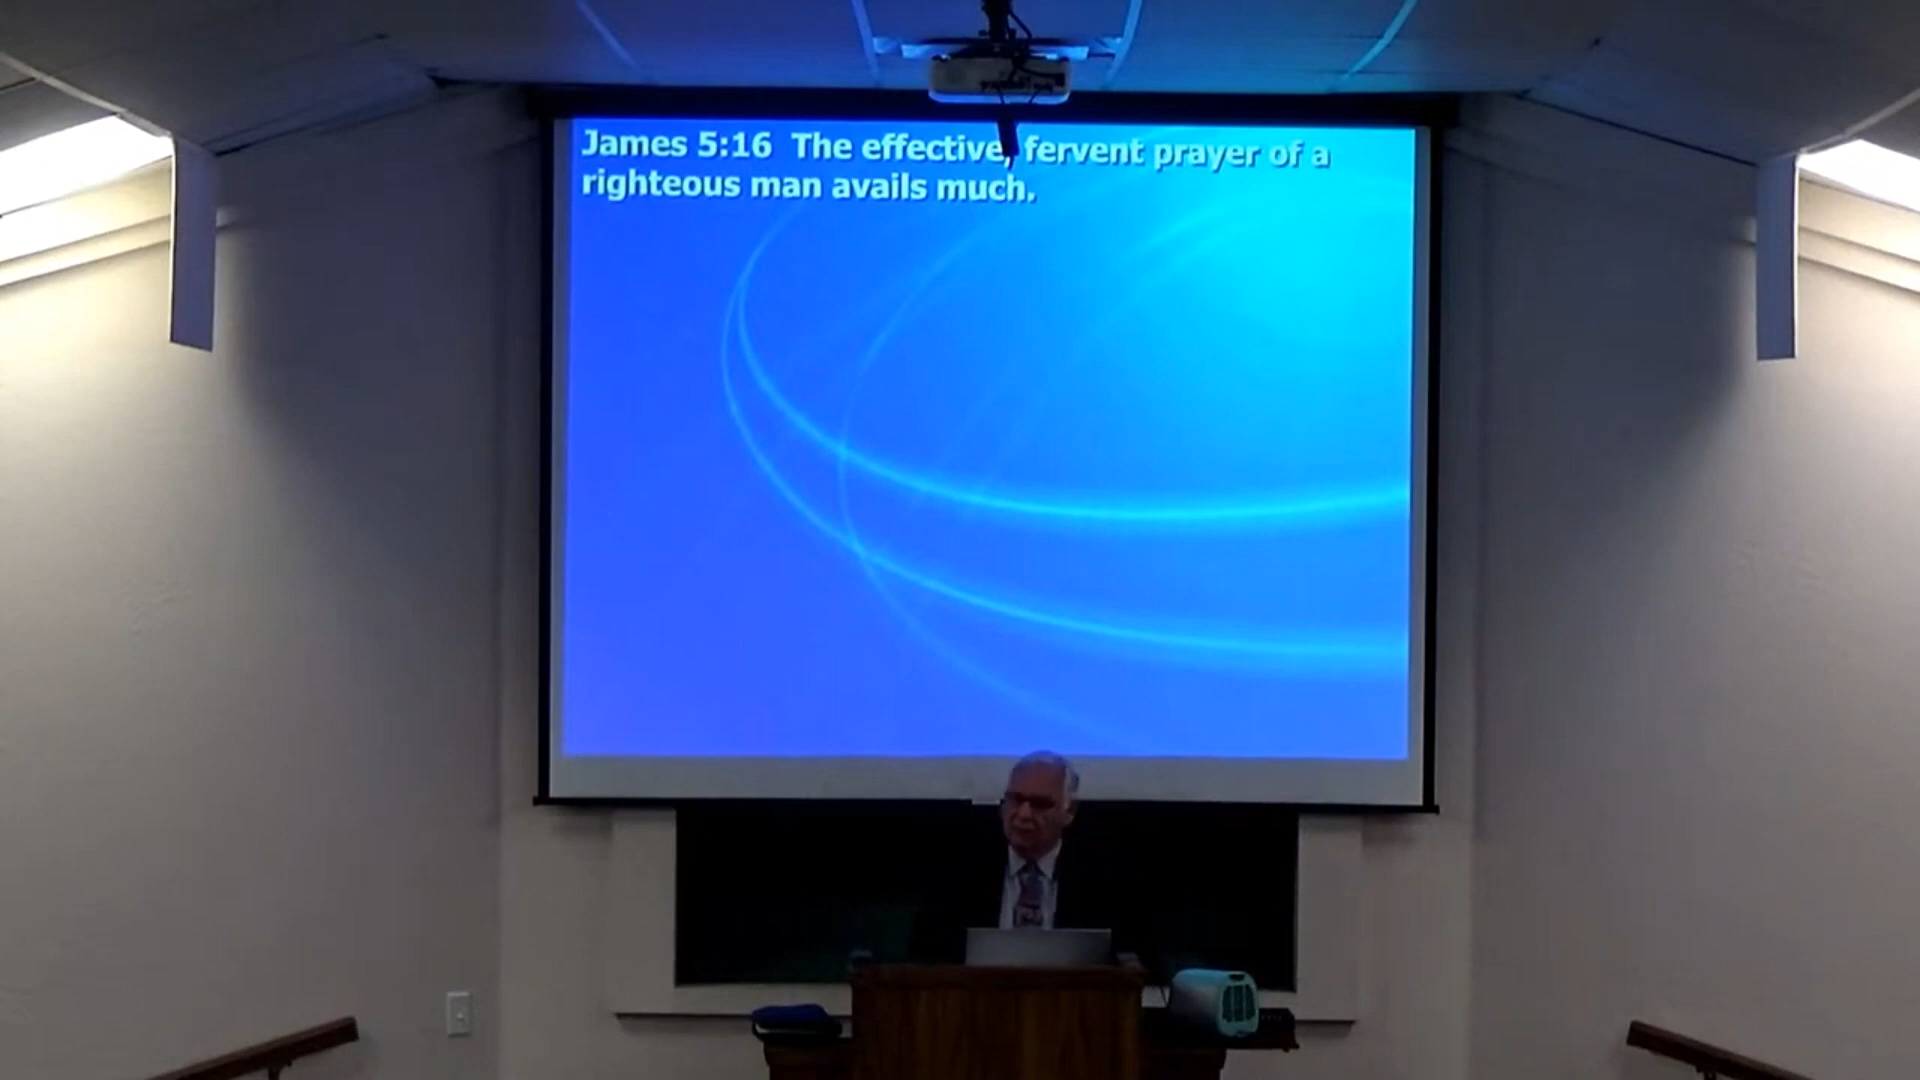 James 5:16 The effective, fervent prayer of a
righteous man avails much.